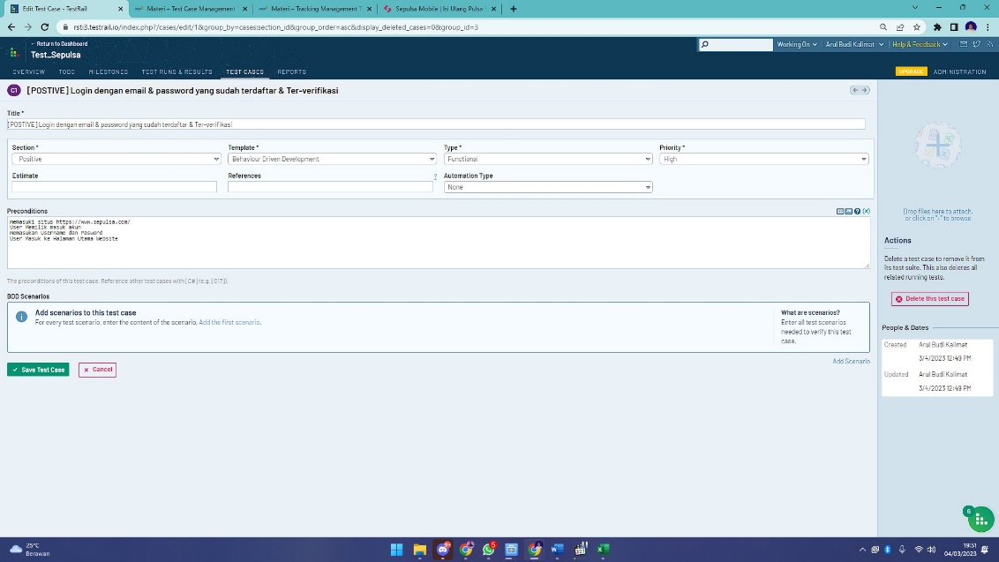 Edit Test Case - TestRail
Materi – Test Case Management
Materi – Tracking Management T
Sepulsa Mobile | Isi Ulang Pulsa
rsti3.testrail.io/index.php?/cases/edit/1&group_by=cases:section_id&group_order=asc&display_deleted_cases=0&group_id=3
← Return to Dashboard
Test_Sepulsa
Working On
Arul Budi Kalimat
Help & Feedback
OVERVIEW
TODO
MILESTONES
TEST RUNS & RESULTS
TEST CASES
REPORTS
UPGRADE
ADMINISTRATION
C1
[POSTIVE] Login dengan email & password yang sudah terdaftar & Ter-verifikasi
Title *
[POSTIVE] Login dengan email & password yang sudah terdaftar & Ter-verifikasi
Section *
Template *
Type *
Priority *
Positive
Behaviour Driven Development
Functional
High
Estimate
References
?
Automation Type
None
Preconditions
Memasuki situs https://www.sepulsa.com/
User Memilik masuk akun
Memasukan Username dan Pasword
User Masuk ke Halaman Utama Website
The preconditions of this test case. Reference other test cases with [C#] (e.g. [C17]).
BDD Scenarios
Add scenarios to this test case
For every test scenario, enter the content of the scenario. Add the first scenario.
What are scenarios?
Enter all test scenarios
needed to verify this test
case.
Add Scenario
Save Test Case
Cancel
Drop files here to attach,
or click on "+" to browse
Actions
Delete a test case to remove it from
its test suite. This also deletes all
related running tests.
Delete this test case
People & Dates
Created
Arul Budi Kalimat
3/4/2023 12:49 PM
Updated
Arul Budi Kalimat
3/4/2023 12:49 PM
6
25°C
Berawan
19:51
04/03/2023